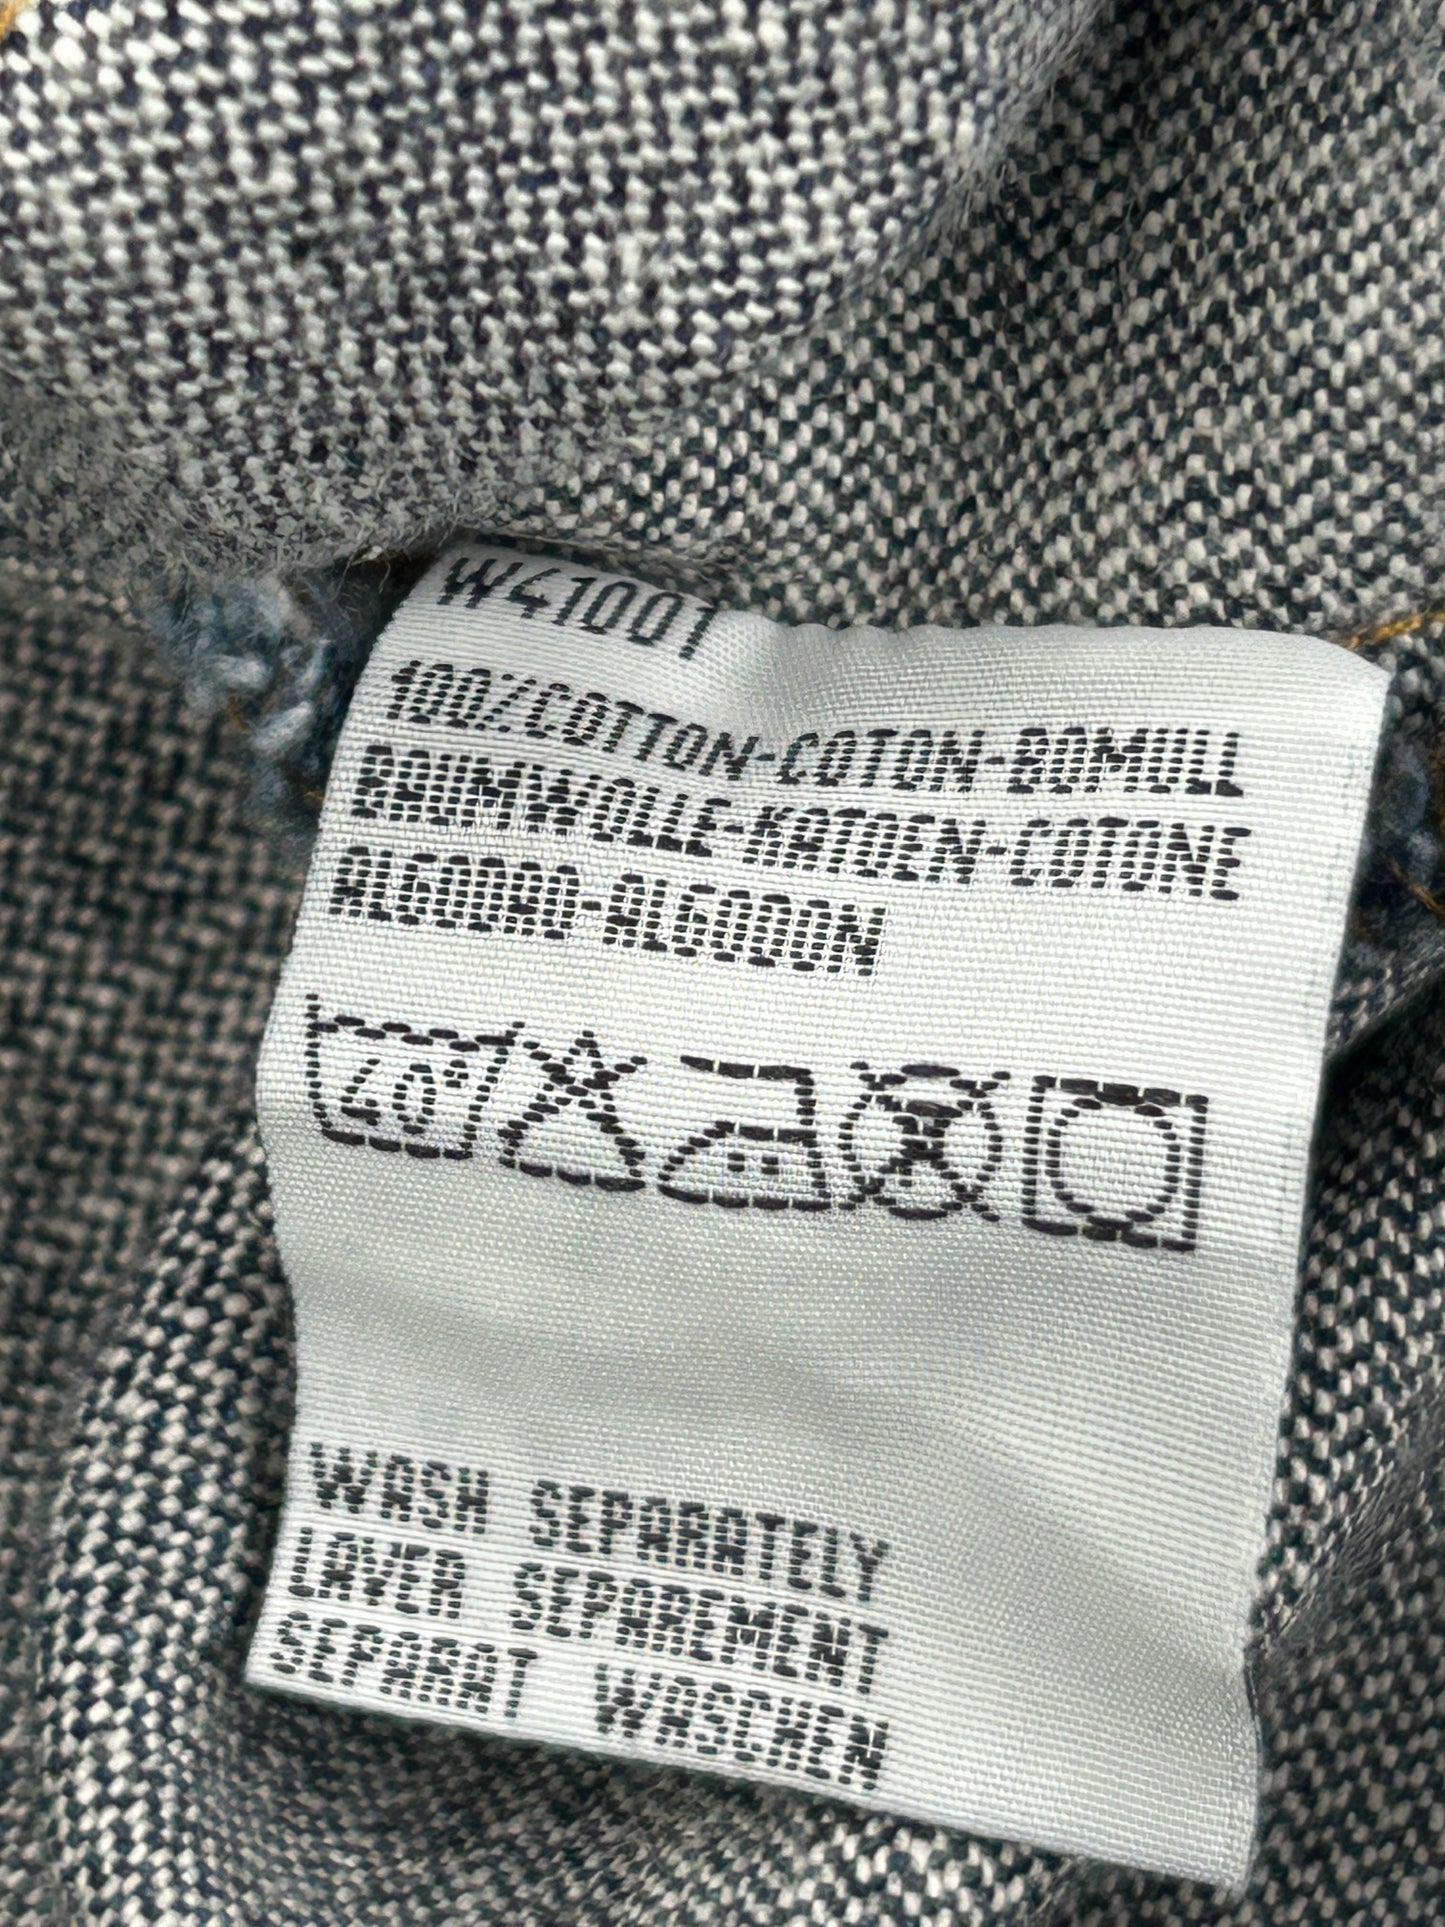 W41001
100%COTTON-COTON-BOMULL
BAUMWOLLE-KATOEN-COTONE
ALGODAO-ALGODON
40°
WASH SEPARATELY
LAVER SEPAREMENT
SEPARAT WASCHEN